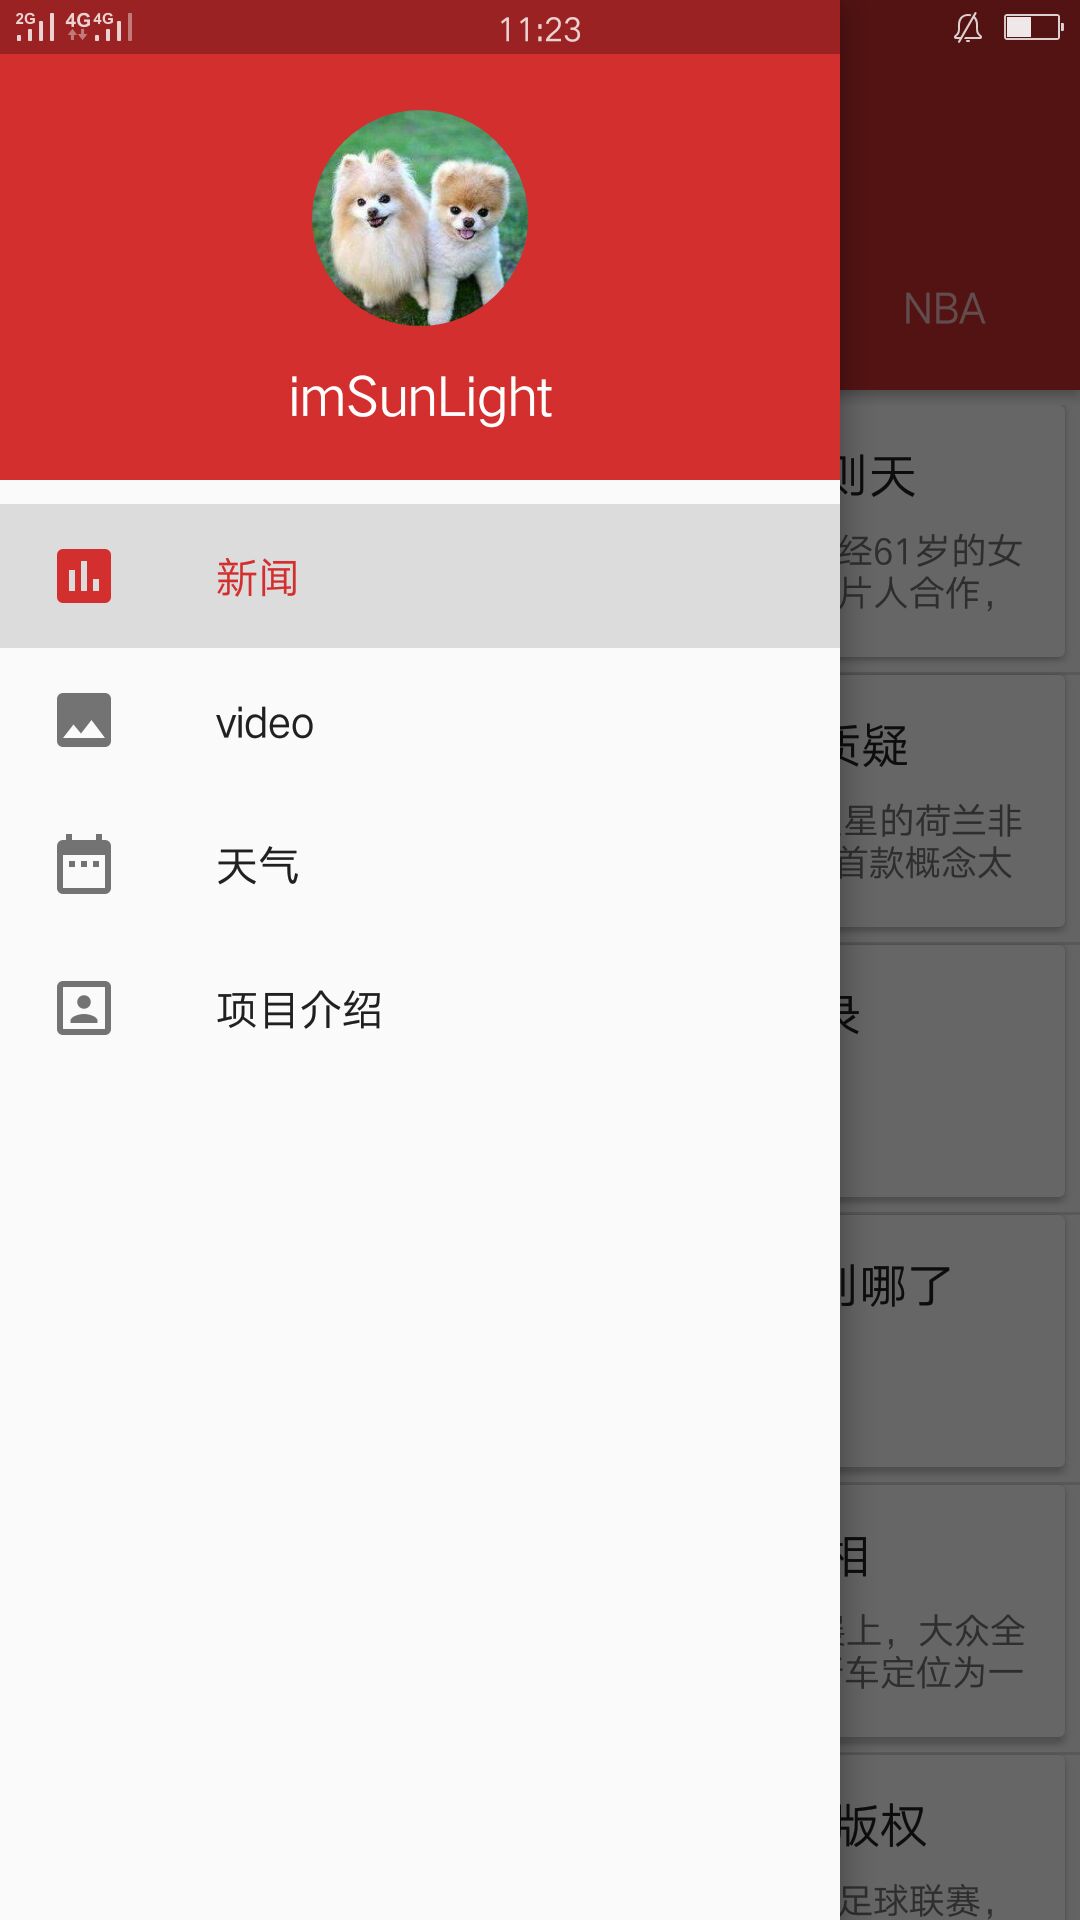 2G 4G 4G 11:23
NBA
imSunLight
则天
经61岁的女
片人合作，
新闻
video
质疑
星的荷兰非
首款概念太
天气
项目介绍
录
到哪了
相
上，大众全
车定位为一
版权
足球联赛，